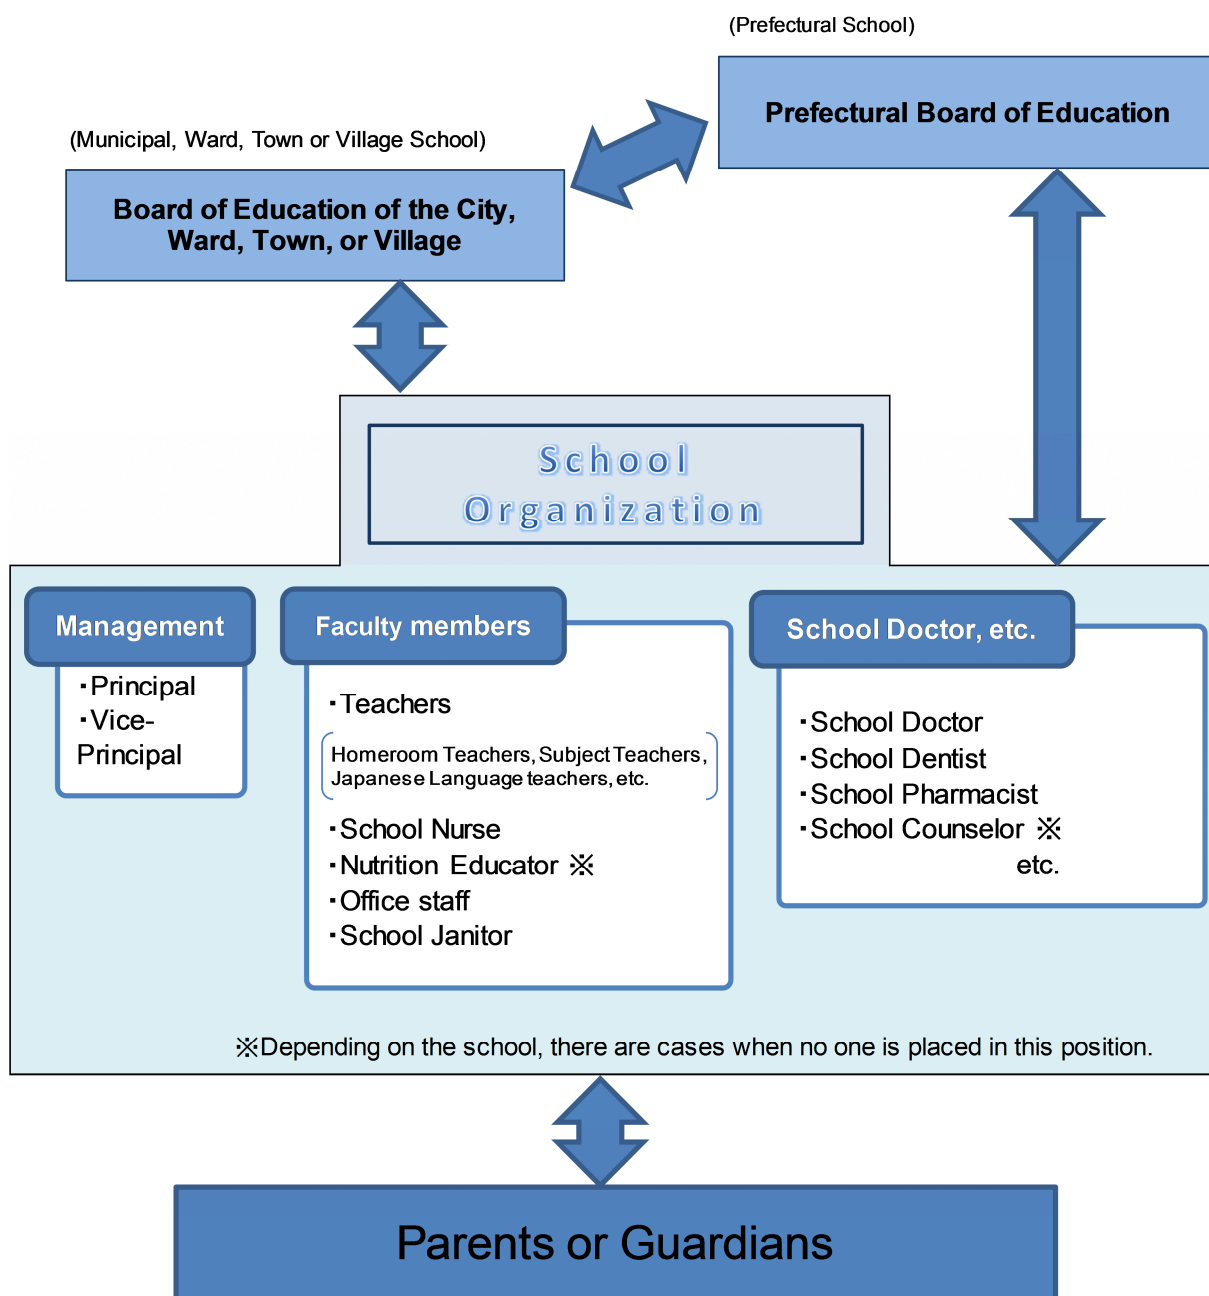 (Prefectural School)
Prefectural Board of Education
(Municipal, Ward, Town or Village School)
Board of Education of the City,
Ward, Town, or Village
School
Organization
Management
・Principal
・Vice-
Principal
Faculty members
・Teachers
Homeroom Teachers, Subject Teachers,
Japanese Language teachers, etc.
・School Nurse
・Nutrition Educator ※
・Office staff
・School Janitor
School Doctor, etc.
・School Doctor
・School Dentist
・School Pharmacist
・School Counselor ※
etc.
※Depending on the school, there are cases when no one is placed in this position.
Parents or Guardians